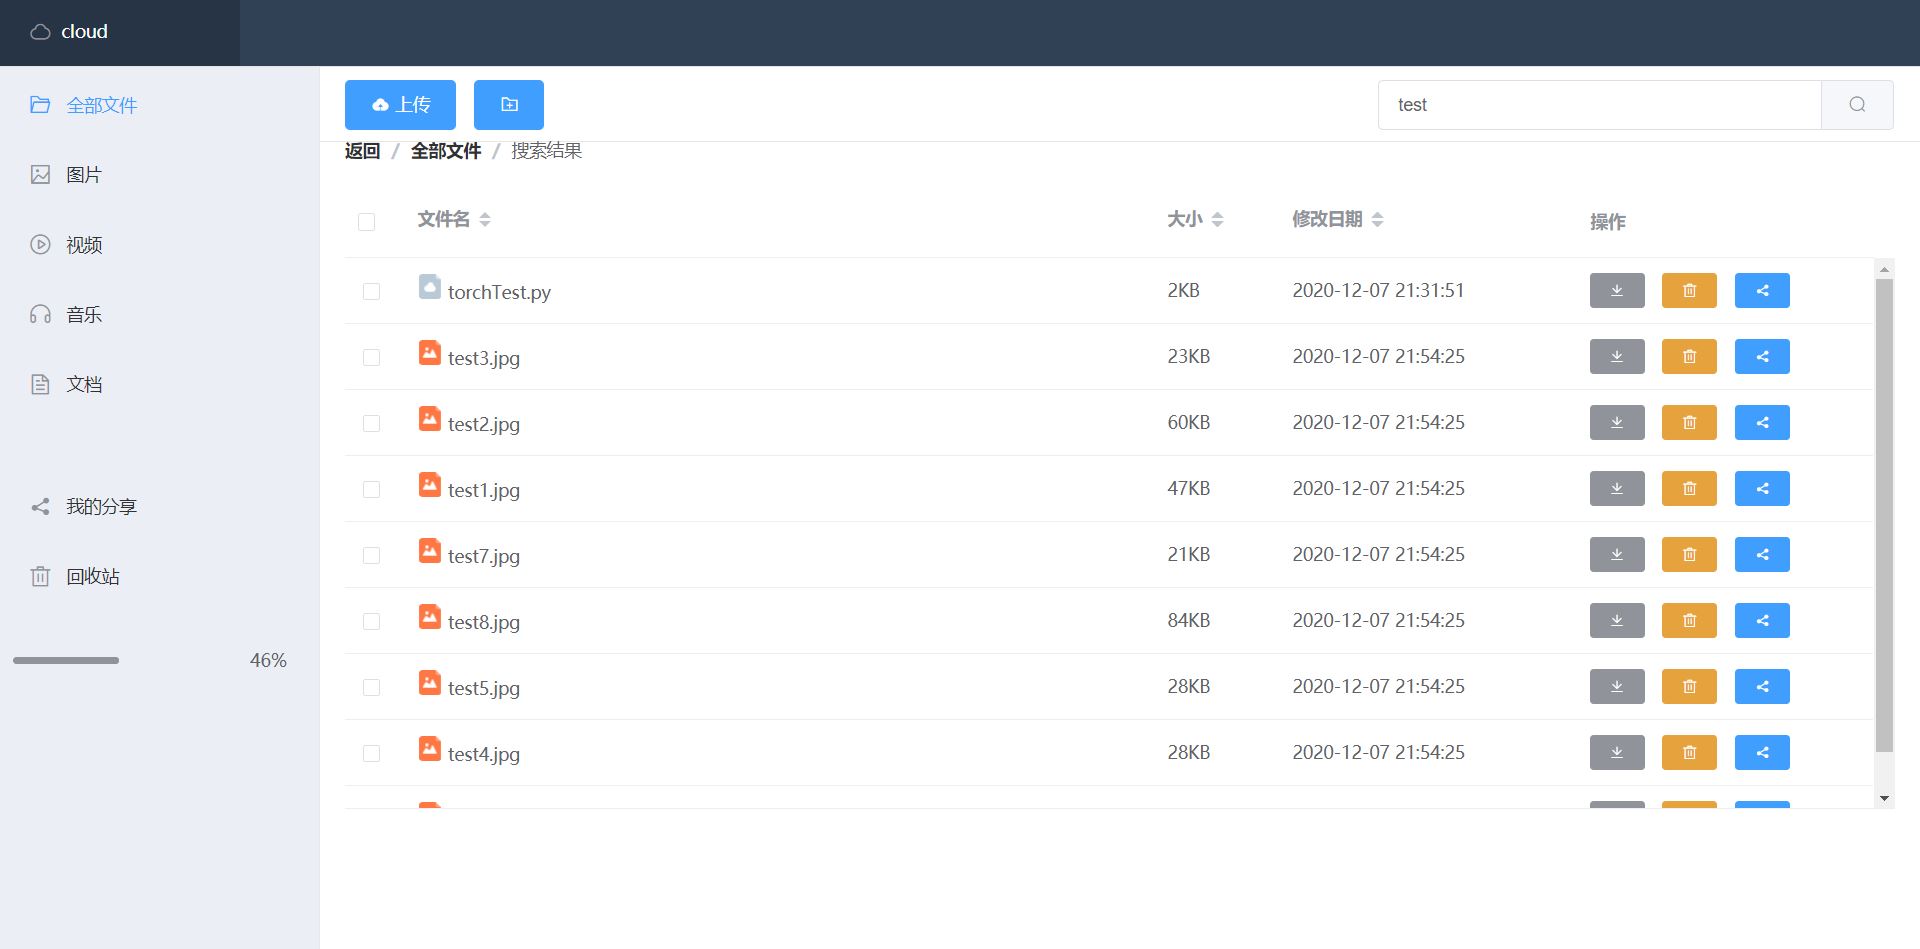 cloud
全部文件
图片
视频
音乐
文档
我的分享
回收站
46%
上传
test
返回 / 全部文件 / 搜索结果
文件名 大小 修改日期 操作
torchTest.py 2KB 2020-12-07 21:31:51
test3.jpg 23KB 2020-12-07 21:54:25
test2.jpg 60KB 2020-12-07 21:54:25
test1.jpg 47KB 2020-12-07 21:54:25
test7.jpg 21KB 2020-12-07 21:54:25
test8.jpg 84KB 2020-12-07 21:54:25
test5.jpg 28KB 2020-12-07 21:54:25
test4.jpg 28KB 2020-12-07 21:54:25